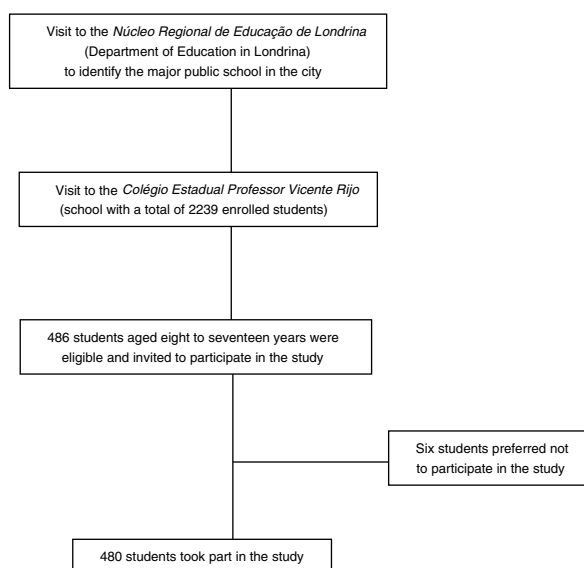 Visit to the Núcleo Regional de Educação de Londrina
(Department of Education in Londrina)
to identify the major public school in the city
Visit to the Colégio Estadual Professor Vicente Rijo
(school with a total of 2239 enrolled students)
486 students aged eight to seventeen years were
eligible and invited to participate in the study
Six students preferred not
to participate in the study
480 students took part in the study